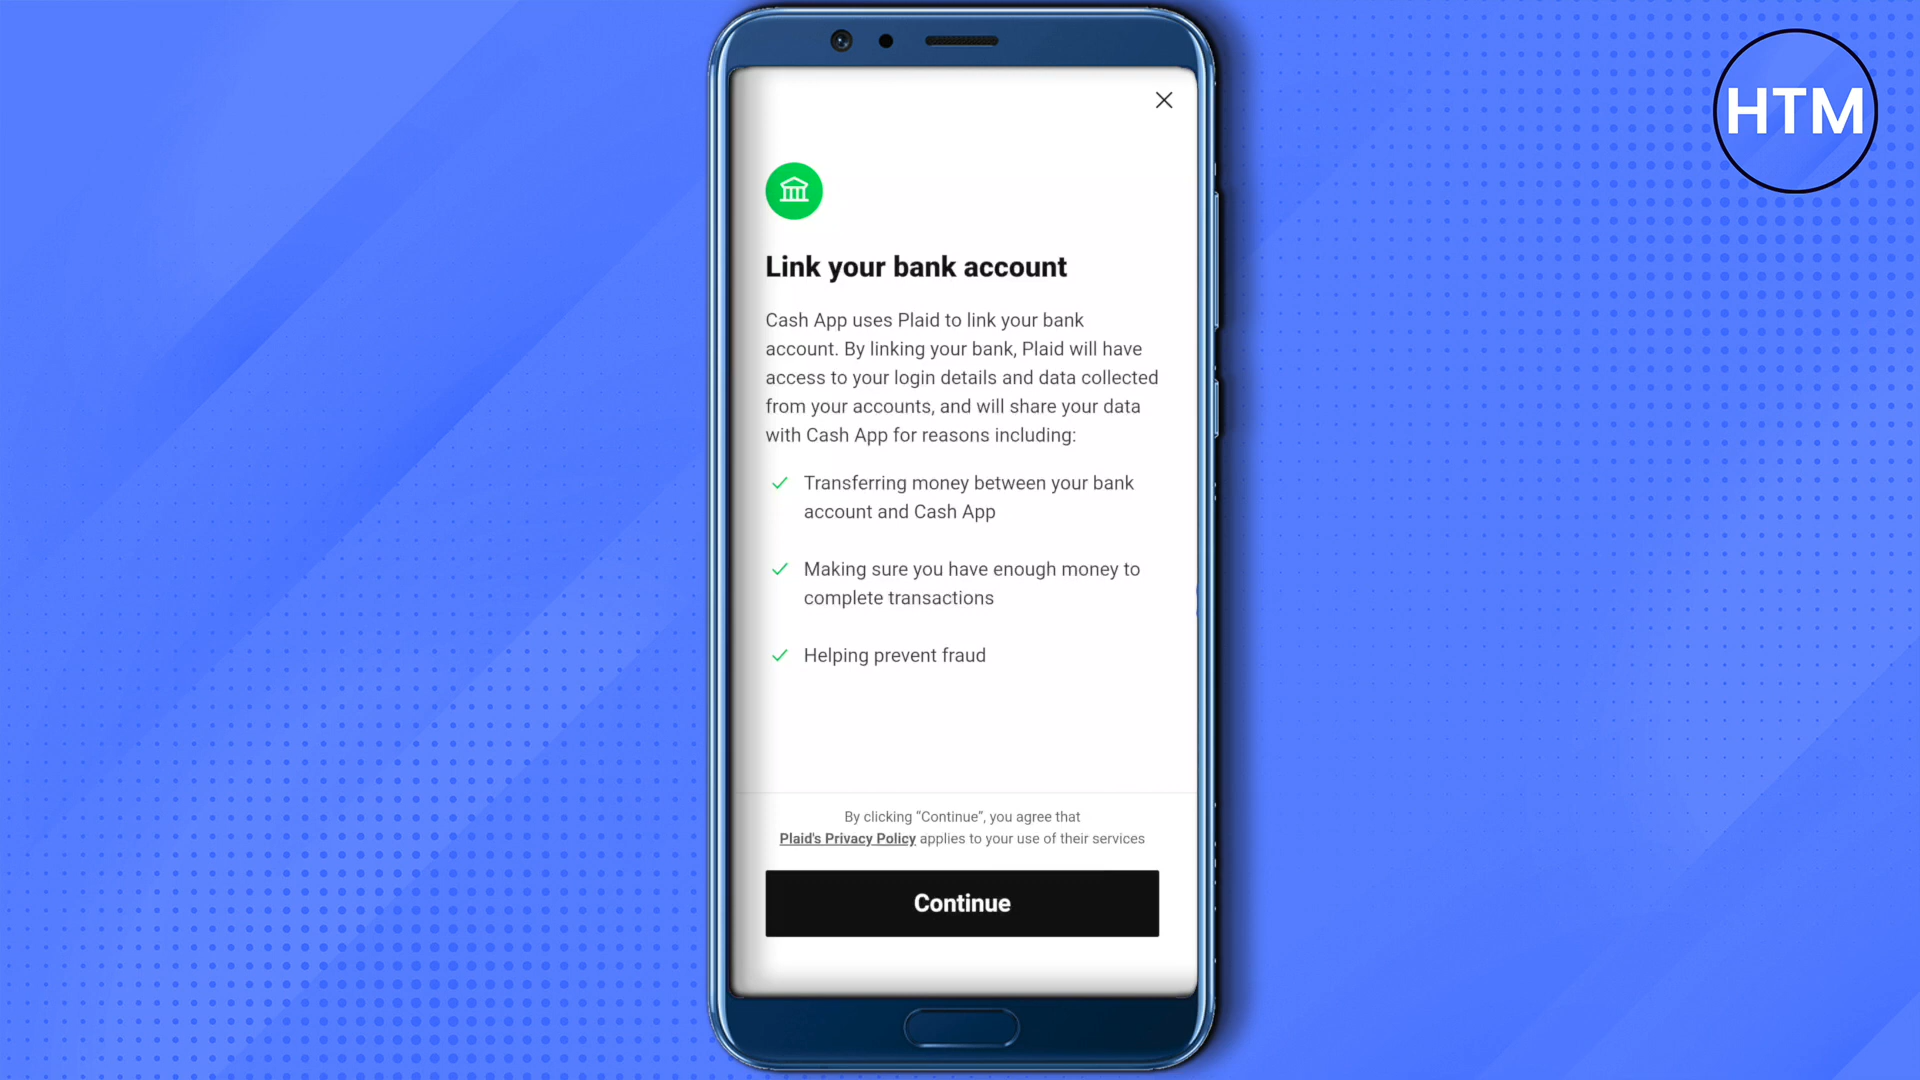 HTM
Link your bank account
Cash App uses Plaid to link your bank
account. By linking your bank, Plaid will have
access to your login details and data collected
from your accounts, and will share your data
with Cash App for reasons including:
Transferring money between your bank
account and Cash App
Making sure you have enough money to
complete transactions
Helping prevent fraud
By clicking “Continue”, you agree that
Plaid's Privacy Policy applies to your use of their services
Continue